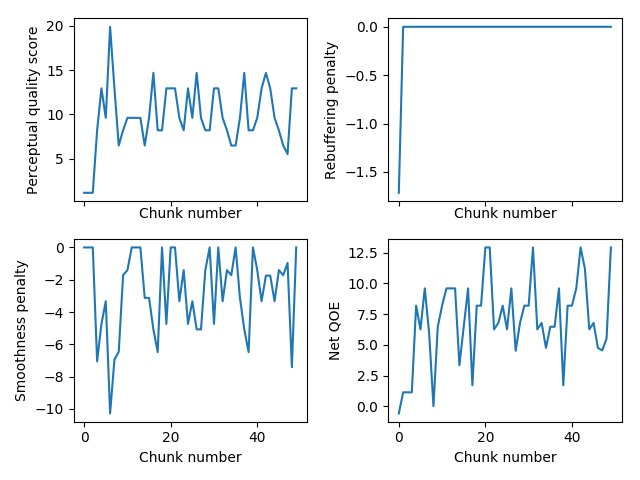 Perceptual quality score
20
15
10
5
Chunk number
Rebuffering penalty
0.0
−0.5
−1.0
−1.5
Chunk number
Smoothness penalty
0
−2
−4
−6
−8
−10
0 20 40
Chunk number
Net QOE
12.5
10.0
7.5
5.0
2.5
0.0
0 20 40
Chunk number